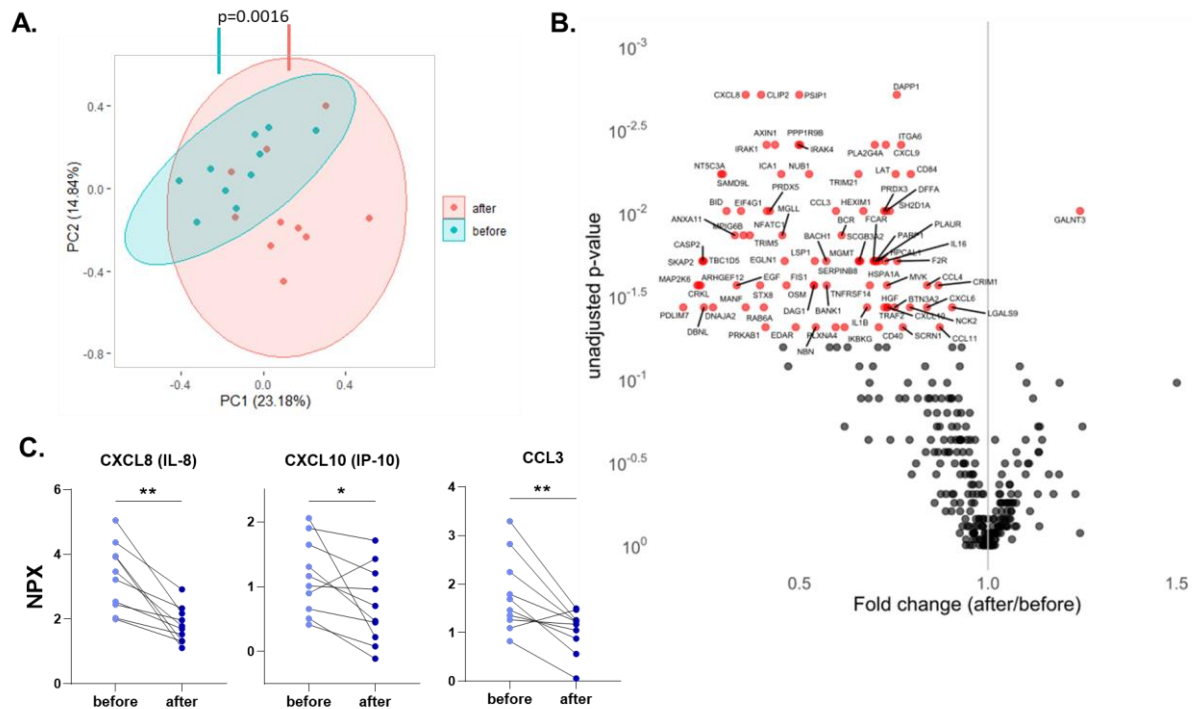 A.
p=0.0016
0.4
0.0
-0.4
-0.8
PC2 (14.84%)
-0.4
0.0
0.4
PC1 (23.18%)
after
before
B.
unadjusted p-value
10-3
10-2.5
10-2
10-1.5
10-1
10-0.5
100
CXCL8
CLIP2
PSIP1
DAPP1
AXIN1
PPP1R9B
ITGA6
IRAK1
IRAK4
PLA2G4A
CXCL9
NT5C3A
ICA1
NUB1
LAT
CD84
SAMD9L
TRIM21
PRDX5
PRDX3
DFFA
BID
EIF4G1
MGLL
CCL3
HEXIM1
SH2D1A
GALNT3
ANXA11
MPIG6B
NFATC1
BCR
FCAR
PLAUR
TRIM5
BACH1
SCGB3A2
PARP1
CASP2
MGMT
HPCAL1
IL16
SKAP2
TBC1D5
EGLN1
LSP1
SERPINB8
F2R
MAP2K6
ARHGEF12
EGF
FIS1
HSPA1A
MVK
CCL4
CRIM1
CRKL
MANF
STX8
OSM
TNFRSF14
HGF
BTN3A2
CXCL6
PDLIM7
DNAJA2
RAB6A
DAG1
BANK1
IL1B
TRAF2
CXCL10
LGALS9
DBNL
NCK2
PRKAB1
EDAR
PLXNA4
IKBKG
CD40
SCRN1
CCL11
NBN
0.5
1.0
1.5
Fold change (after/before)
C.
CXCL8 (IL-8)
**
NPX
6
4
2
0
before
after
CXCL10 (IP-10)
*
2
1
0
before
after
CCL3
**
4
3
2
1
0
before
after